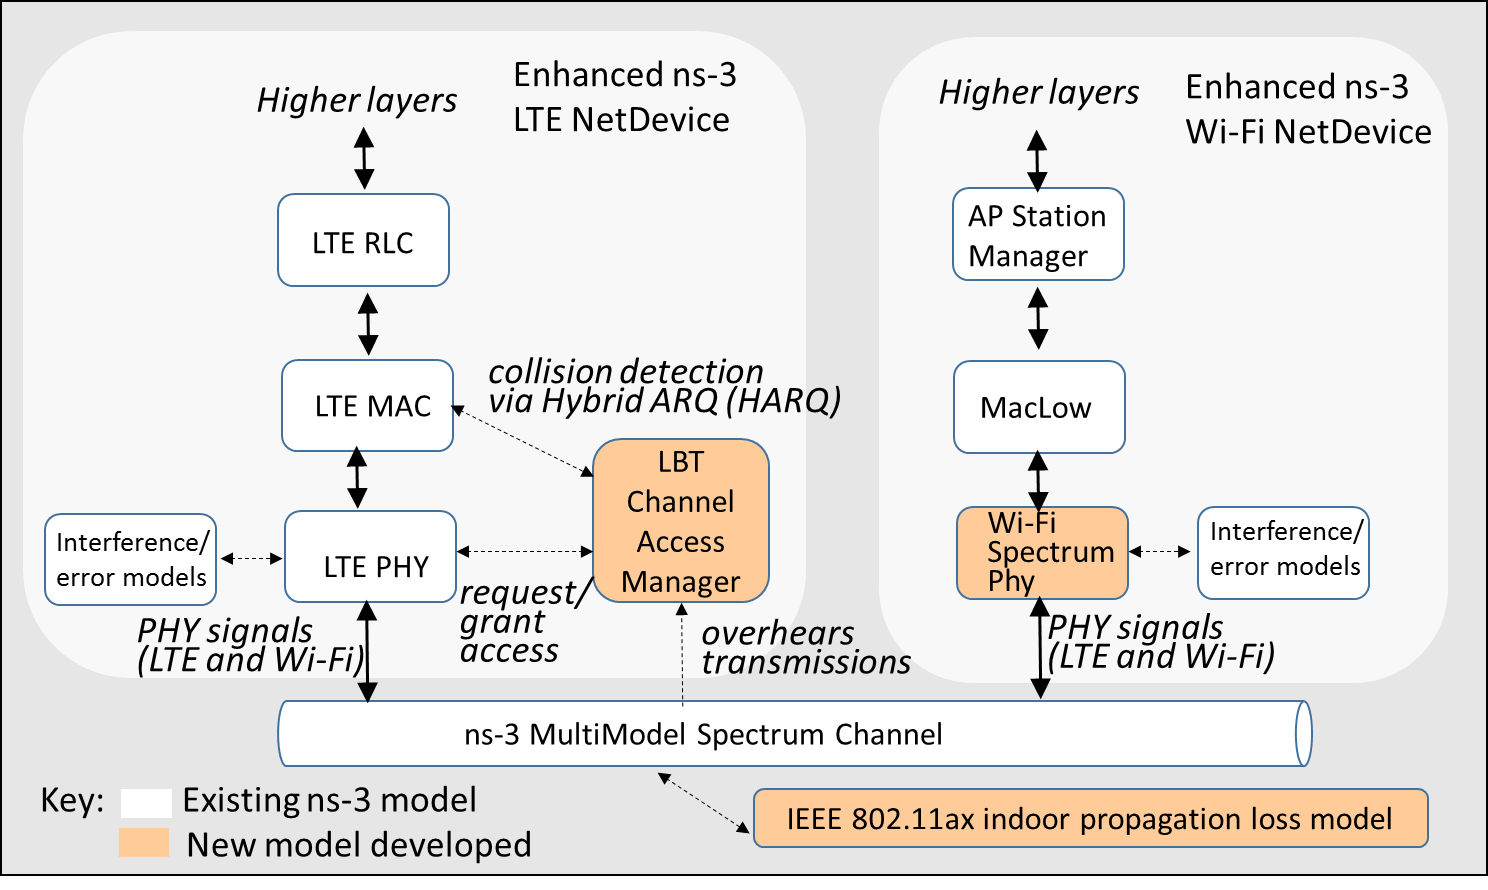 Enhanced ns-3
LTE NetDevice
Higher layers
LTE RLC
LTE MAC
collision detection
via Hybrid ARQ (HARQ)
LBT
Channel
Access
Manager
Interference/
error models
LTE PHY
request/
grant
access
PHY signals
(LTE and Wi-Fi)
overhears
transmissions
Enhanced ns-3
Wi-Fi NetDevice
Higher layers
AP Station
Manager
MacLow
Wi-Fi
Spectrum
Phy
Interference/
error models
PHY signals
(LTE and Wi-Fi)
ns-3 MultiModel Spectrum Channel
IEEE 802.11ax indoor propagation loss model
Key:
Existing ns-3 model
New model developed